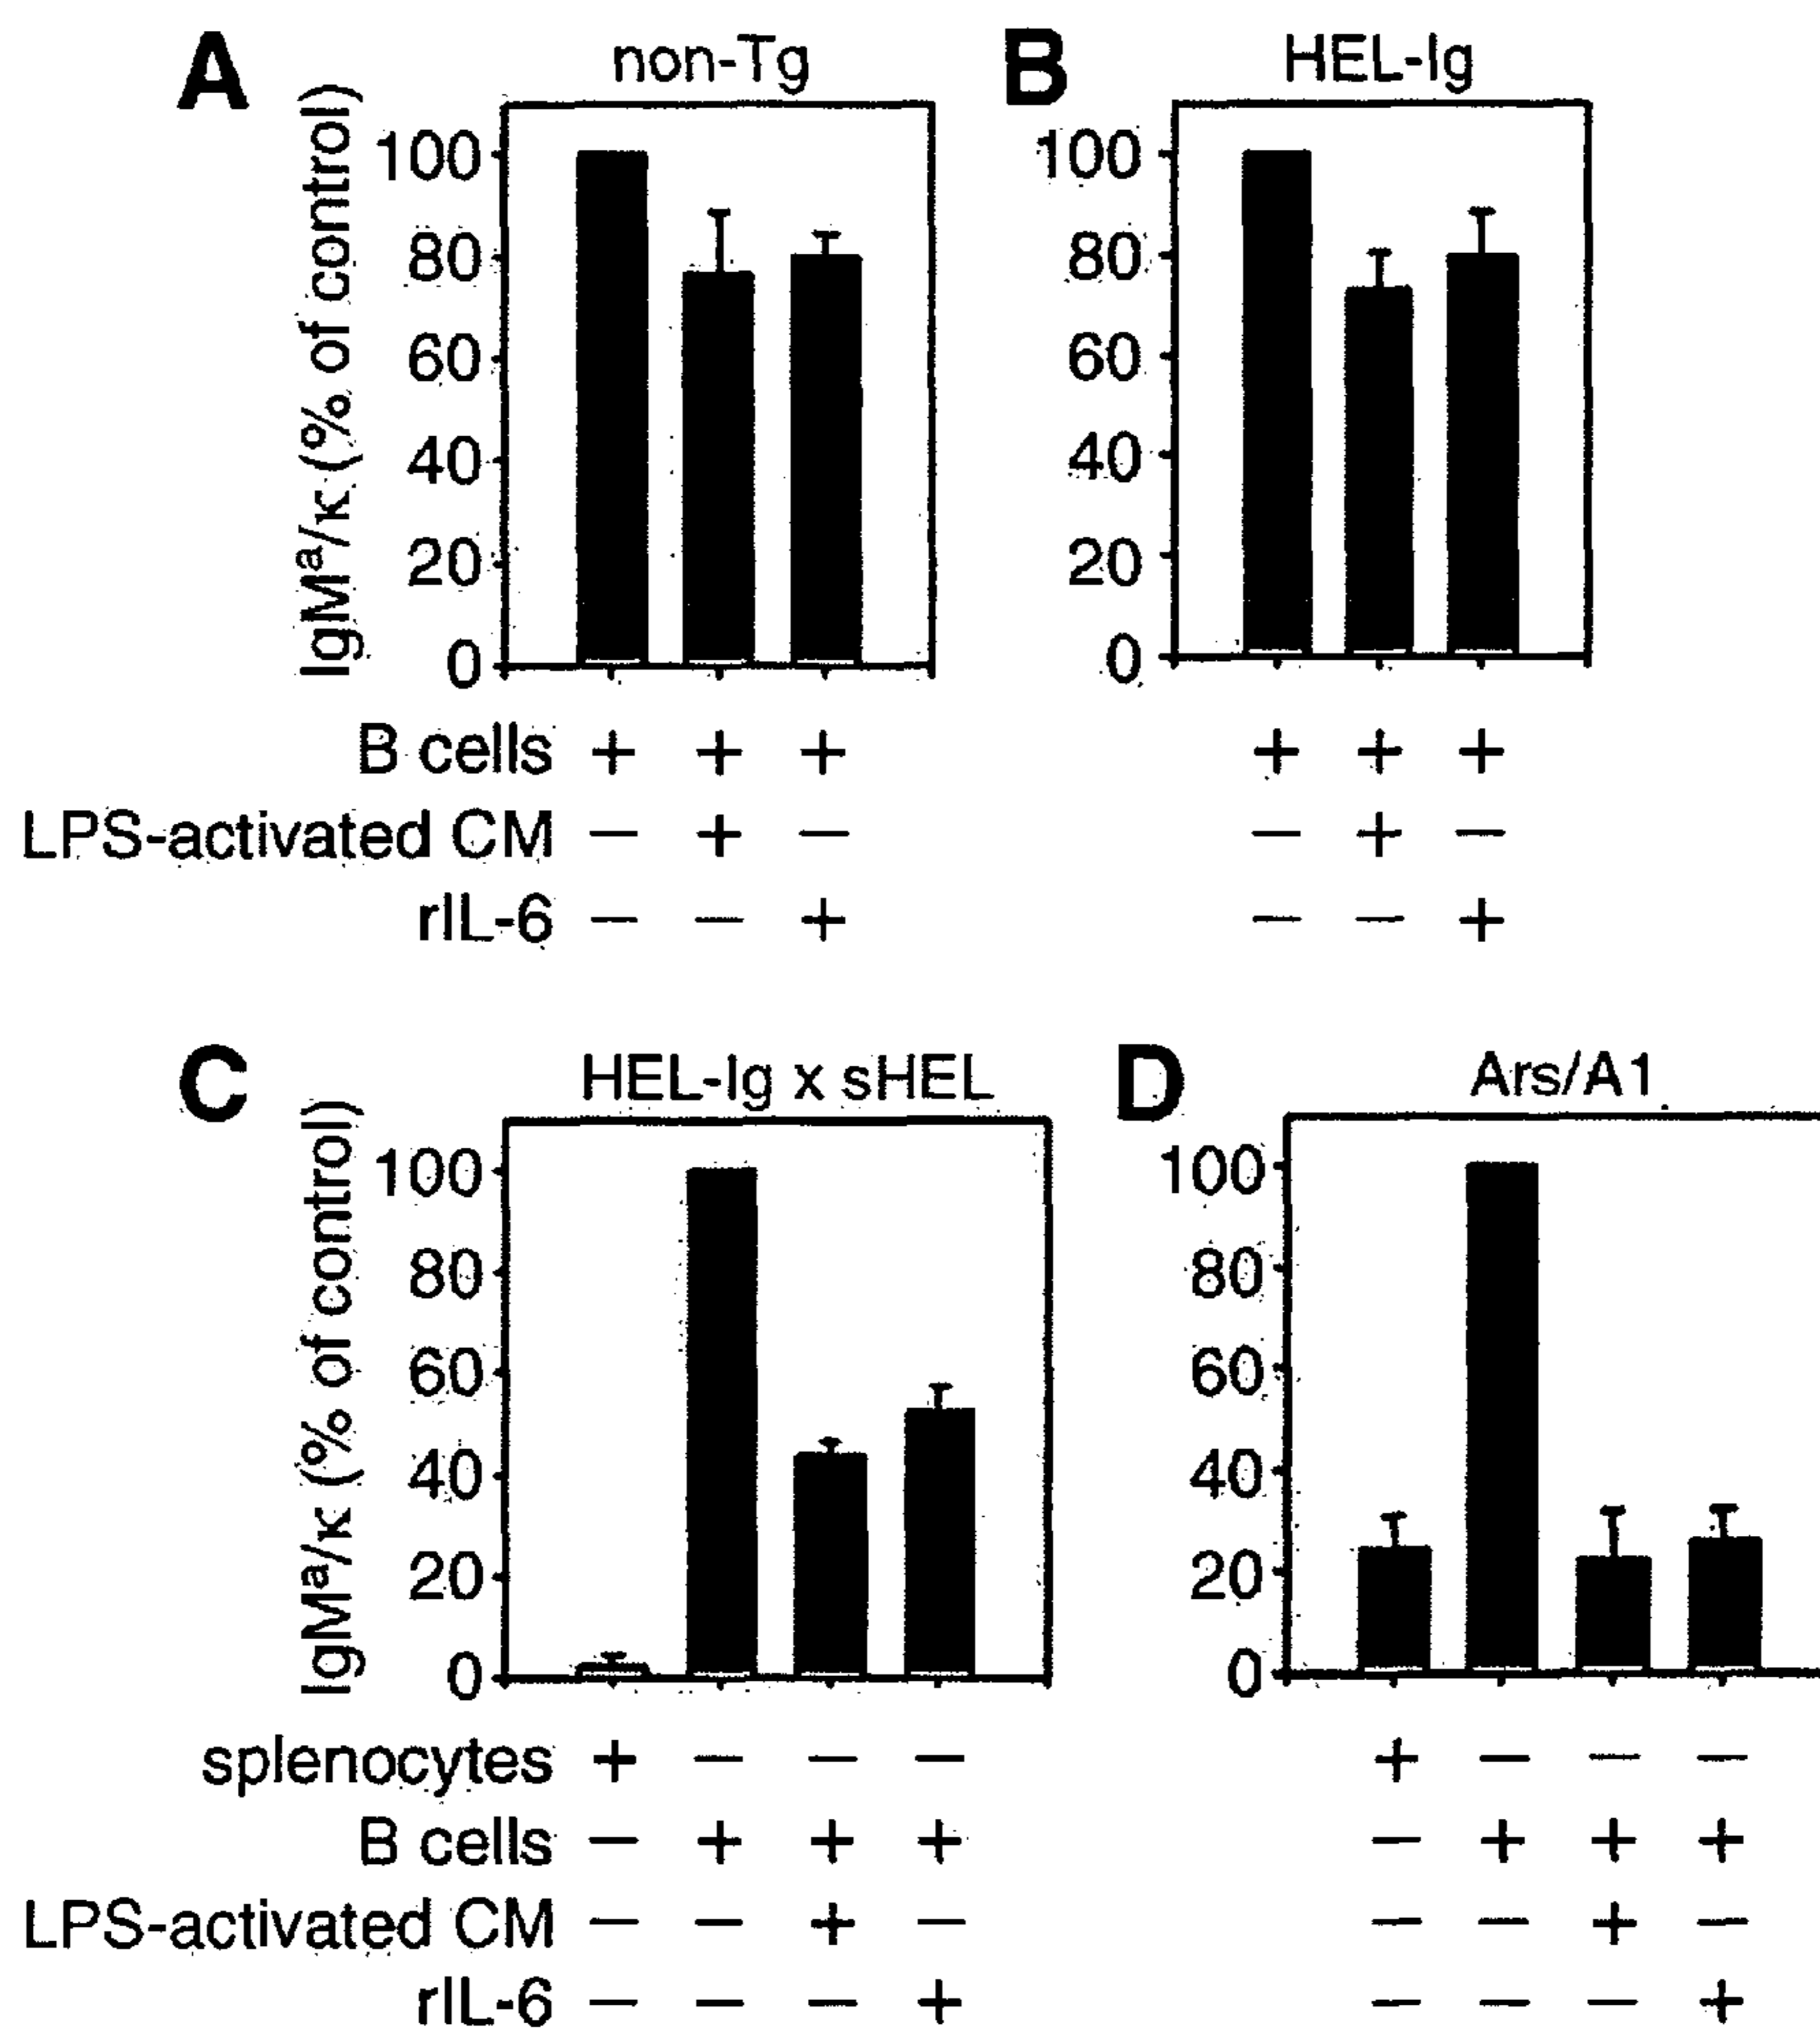 A non-Tg B HEL-Ig
IgMᵃ/κ (% of control)
100 100
80 80
60 60
40 40
20 20
0 0
B cells + + + + + +
LPS-activated CM — + — — + —
rIL-6 — — + — — +
C HEL-Ig x sHEL D Ars/A1
IgMᵃ/κ (% of control)
100 100
80 80
60 60
40 40
20 20
0 0
splenocytes + — — — + — — —
B cells — + + + — + + +
LPS-activated CM — — + — — — + —
rIL-6 — — — + — — — +